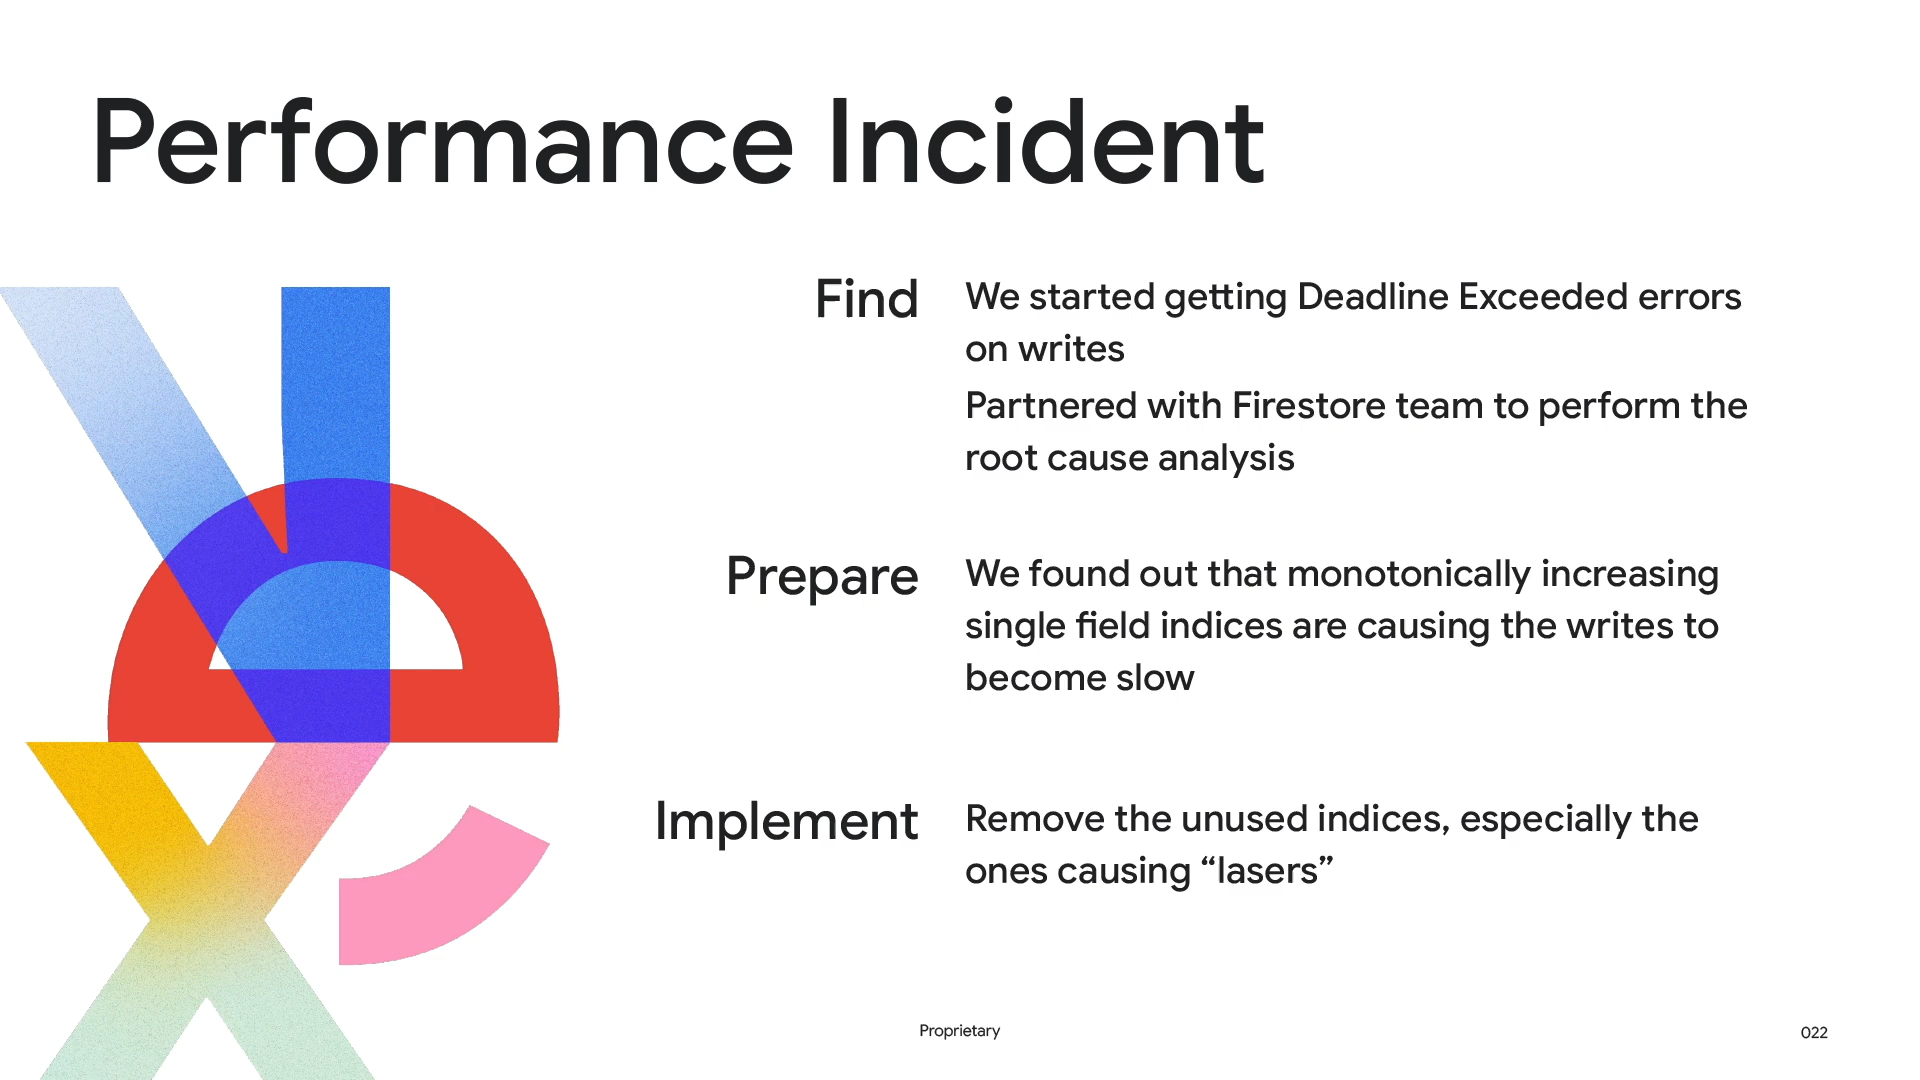 Performance Incident
Find
We started getting Deadline Exceeded errors
on writes
Partnered with Firestore team to perform the
root cause analysis
Prepare
We found out that monotonically increasing
single field indices are causing the writes to
become slow
Implement
Remove the unused indices, especially the
ones causing “lasers”
Proprietary
022